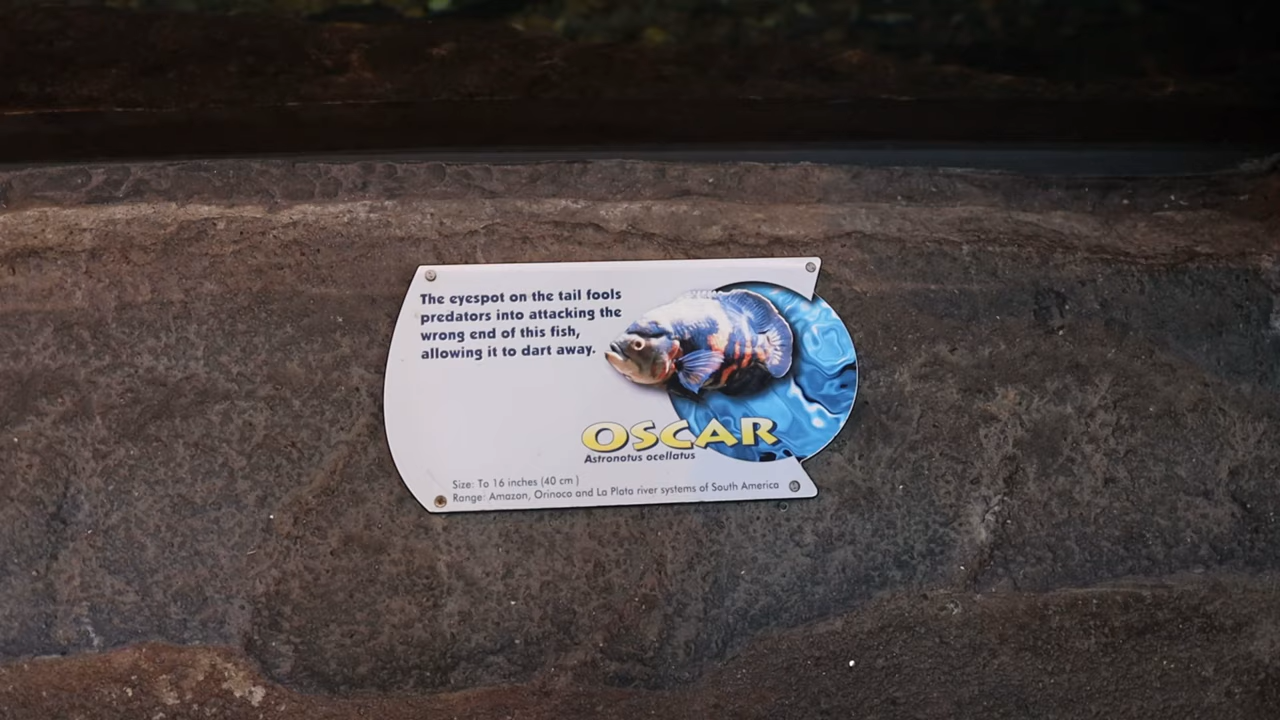 The eyespot on the tail fools
predators into attacking the
wrong end of this fish,
allowing it to dart away.
OSCAR
Astronotus ocellatus
Size: To 16 inches (40 cm )
Range: Amazon, Orinoco and La Plata river systems of South America